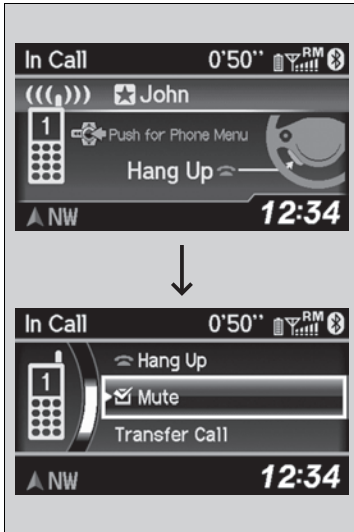 In Call 0'50'' RM
John
1 Push for Phone Menu
Hang Up
NW 12:34
In Call 0'50'' RM
Hang Up
1 Mute
Transfer Call
NW 12:34